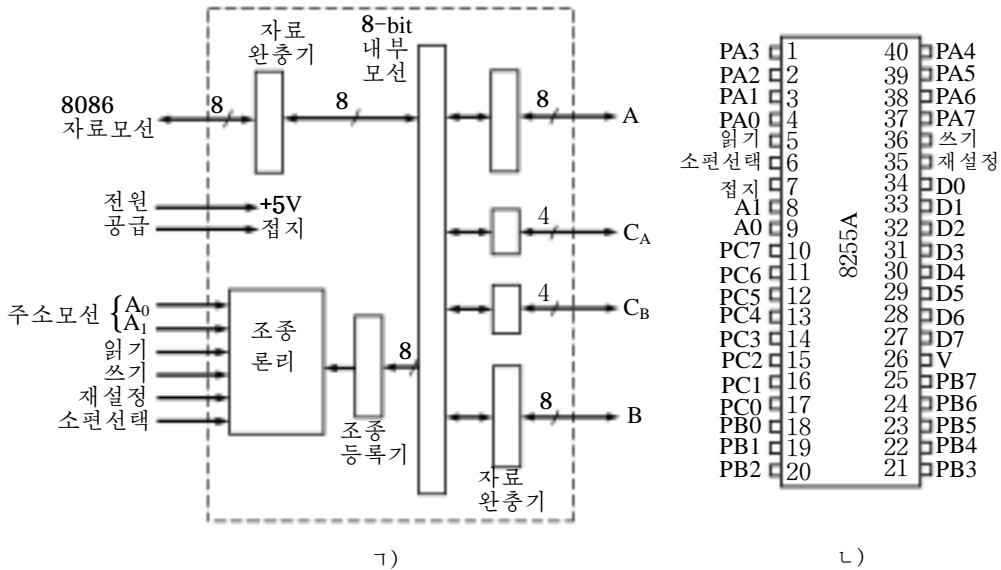 자료
완충기
8-bit
내부
모선
8086
자료모선
8
8
8
A
전원
공급
+5V
접지
4
C_A
4
C_B
주소모선 { A₀
A₁
읽기
쓰기
재설정
소편선택
조종
론리
8
조종
등록기
8
B
자료
완충기
ㄱ)
PA3 1
PA2 2
PA1 3
PA0 4
읽기 5
소편선택 6
접지 7
A1 8
A0 9
PC7 10
PC6 11
PC5 12
PC4 13
PC3 14
PC2 15
PC1 16
PC0 17
PB0 18
PB1 19
PB2 20
8255A
40 PA4
39 PA5
38 PA6
37 PA7
36 쓰기
35 재설정
34 D0
33 D1
32 D2
31 D3
30 D4
29 D5
28 D6
27 D7
26 V
25 PB7
24 PB6
23 PB5
22 PB4
21 PB3
ㄴ)